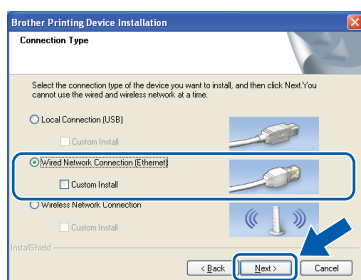 Brother Printing Device Installation
Connection Type
Select the connection type of the device you want to install, and then click Next.You
cannot use the wired and wireless network at a time.
Local Connection (USB)
Custom Install
Wired Network Connection (Ethernet)
Custom Install
Wireless Network Connection
Custom Install
InstallShield
< Back
Next >
Cancel